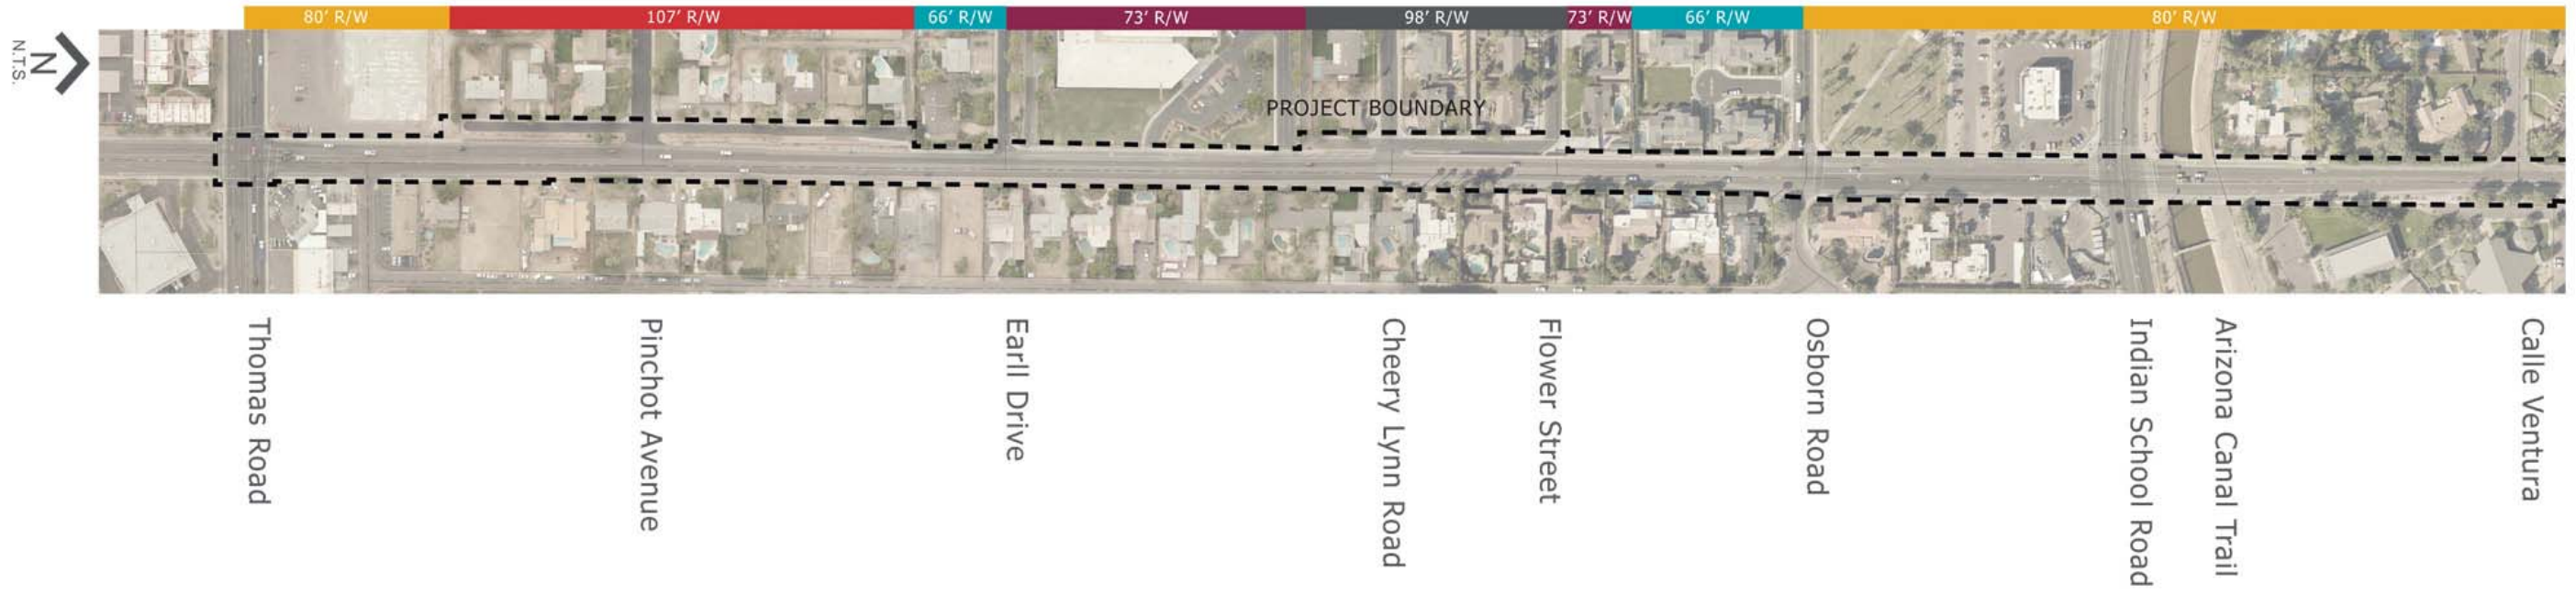 80' R/W
107' R/W
66' R/W
73' R/W
98' R/W
73' R/W
66' R/W
80' R/W
N
N.T.S.
PROJECT BOUNDARY
Thomas Road
Pinchot Avenue
Earll Drive
Cheery Lynn Road
Flower Street
Osborn Road
Indian School Road
Arizona Canal Trail
Calle Ventura